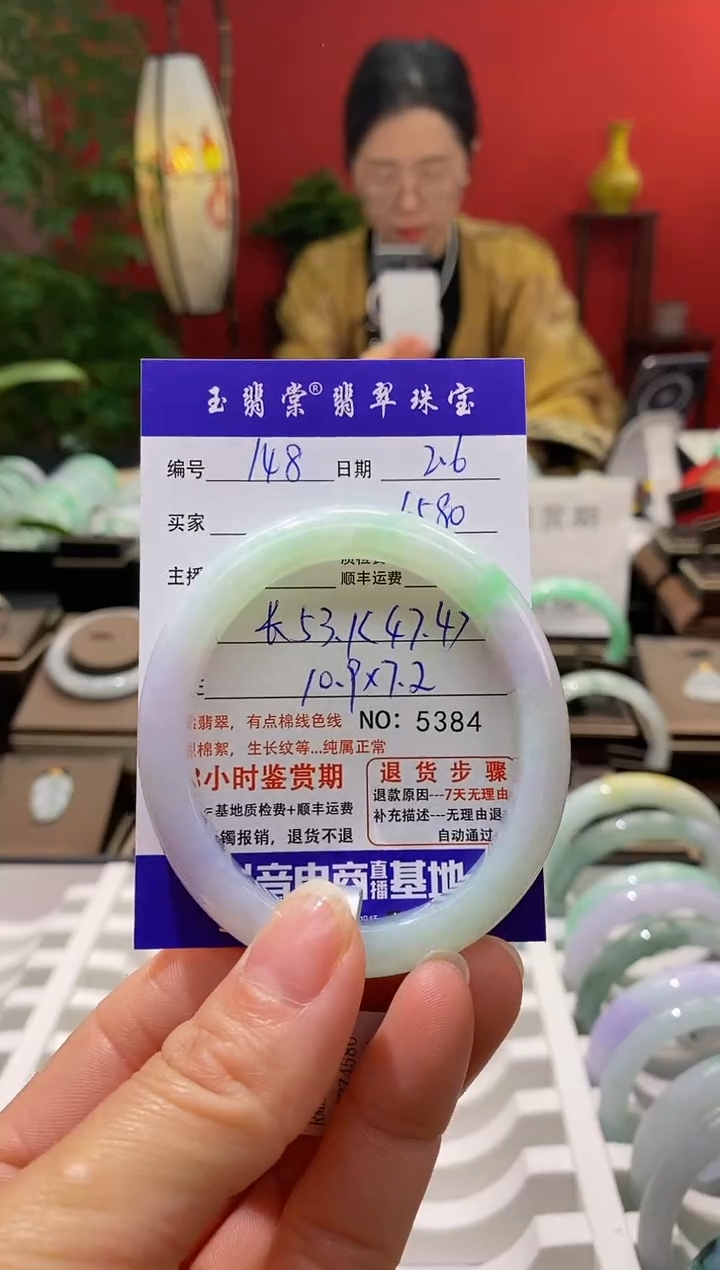 玉翡棠®翡翠珠宝
编号 148 日期 2.6
买家 1580
主播
顺丰运费
长53.1<47.47
10.9x7.2
翡翠，有点棉线色线 NO：5384
棉絮，生长纹等...纯属正常
小时鉴赏期
退货步骤
基地质检费+顺丰运费
镯报销，退货不退
退款原因---7天无理由
补充描述---无理由退
自动通过
音电商直播基地